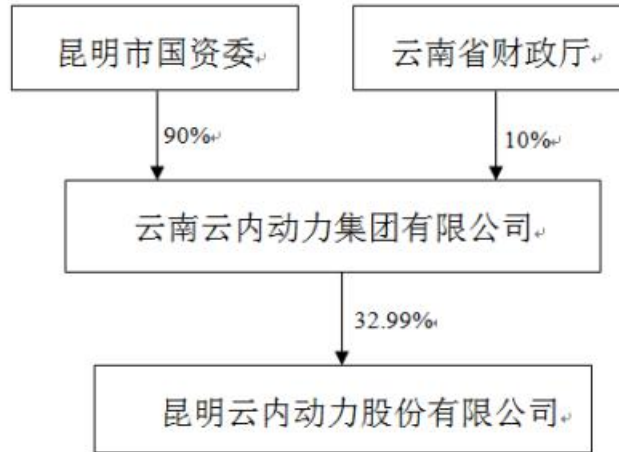 昆明市国资委
云南省财政厅
90%
10%
云南云内动力集团有限公司
32.99%
昆明云内动力股份有限公司